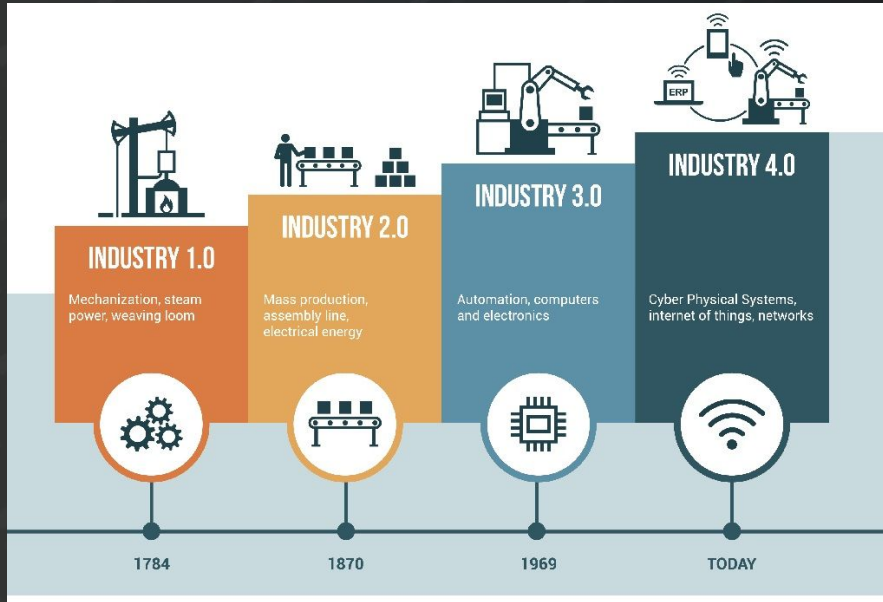 ERP
INDUSTRY 1.0
Mechanization, steam
power, weaving loom
INDUSTRY 2.0
Mass production,
assembly line,
electrical energy
INDUSTRY 3.0
Automation, computers
and electronics
INDUSTRY 4.0
Cyber Physical Systems,
internet of things, networks
1784
1870
1969
TODAY